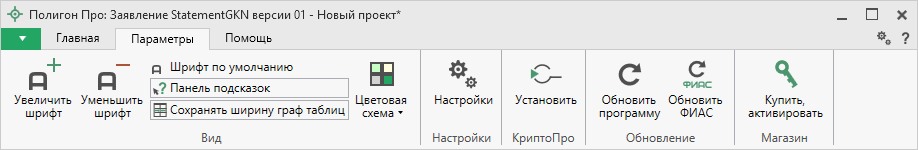 Полигон Про: Заявление StatementGKN версии 01 - Новый проект*
Главная Параметры Помощь
Увеличить шрифт
Уменьшить шрифт
Шрифт по умолчанию
Панель подсказок
Сохранять ширину граф таблиц
Цветовая схема
Вид
Настройки
Настройки
Установить
КриптоПро
Обновить программу
ФИАС
Обновить ФИАС
Обновление
Купить, активировать
Магазин